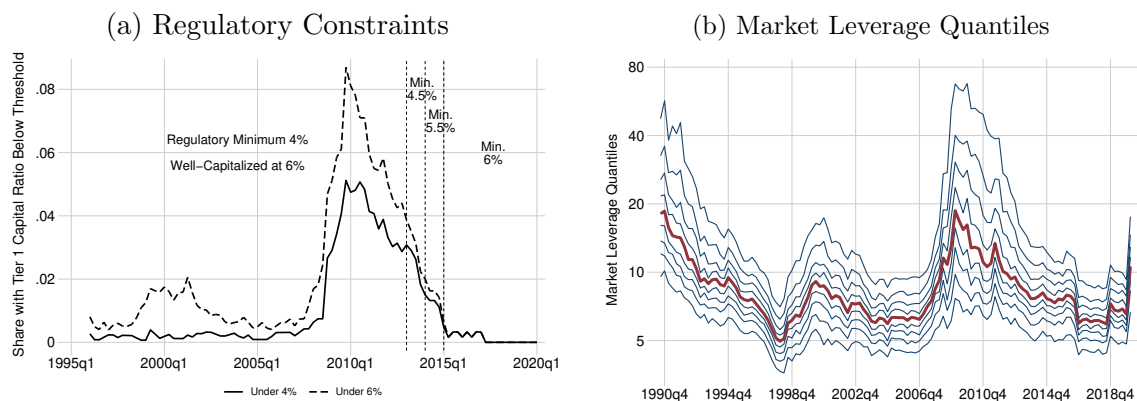 (a) Regulatory Constraints
Share with Tier 1 Capital Ratio Below Threshold
.08
.06
.04
.02
0
Regulatory Minimum 4%
Well−Capitalized at 6%
Min.
4.5%
Min.
5.5%
Min.
6%
1995q1
2000q1
2005q1
2010q1
2015q1
2020q1
Under 4%
Under 6%
(b) Market Leverage Quantiles
Market Leverage Quantiles
80
40
20
10
5
1990q4
1994q4
1998q4
2002q4
2006q4
2010q4
2014q4
2018q4